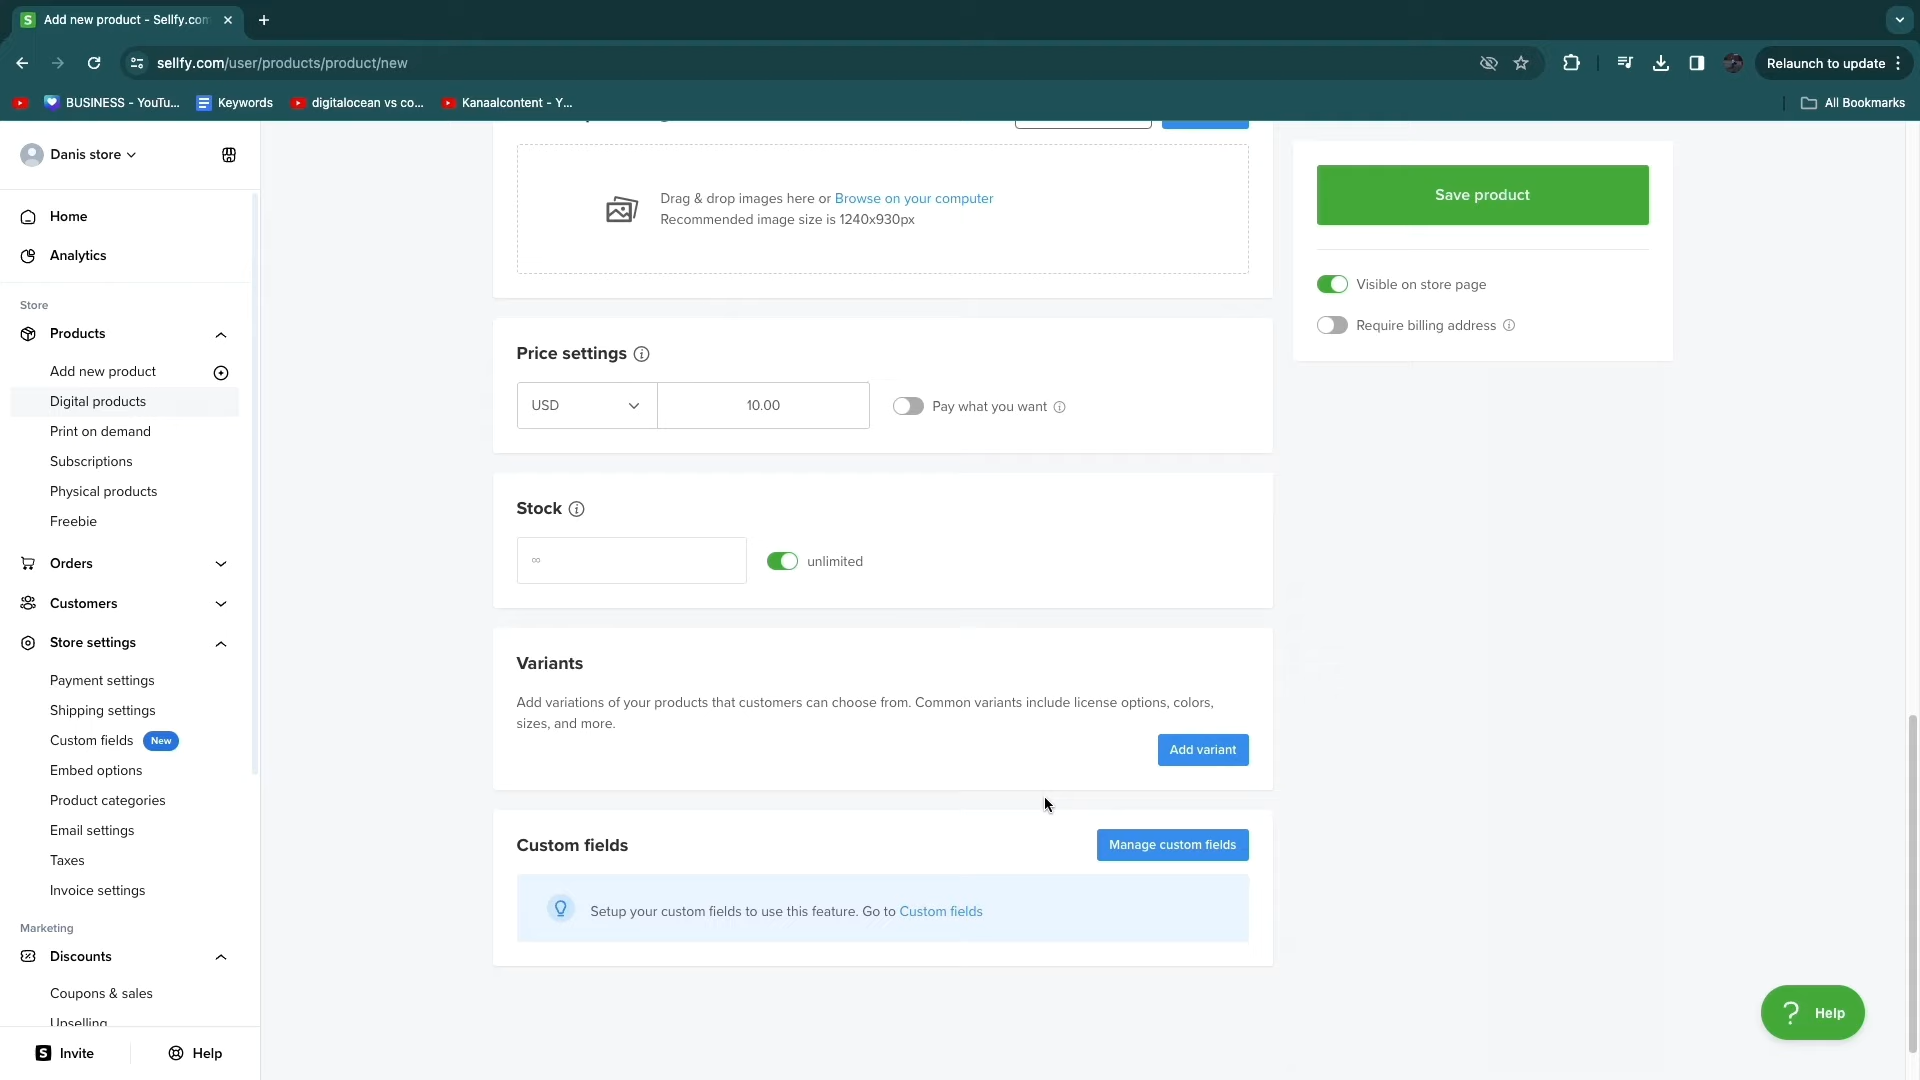 Add new product - Sellfy.com
sellfy.com/user/products/product/new
Relaunch to update
BUSINESS - YouTu...
Keywords
digitalocean vs co...
Kanaalcontent - Y...
All Bookmarks
Danis store
Home
Analytics
Store
Products
Add new product
Digital products
Print on demand
Subscriptions
Physical products
Freebie
Orders
Customers
Store settings
Payment settings
Shipping settings
Custom fields New
Embed options
Product categories
Email settings
Taxes
Invoice settings
Marketing
Discounts
Coupons & sales
Upselling
Invite
Help
Drag & drop images here or Browse on your computer
Recommended image size is 1240x930px
Price settings
USD
10.00
Pay what you want
Stock
∞
unlimited
Variants
Add variations of your products that customers can choose from. Common variants include license options, colors,
sizes, and more.
Add variant
Custom fields
Manage custom fields
Setup your custom fields to use this feature. Go to Custom fields
Save product
Visible on store page
Require billing address
? Help